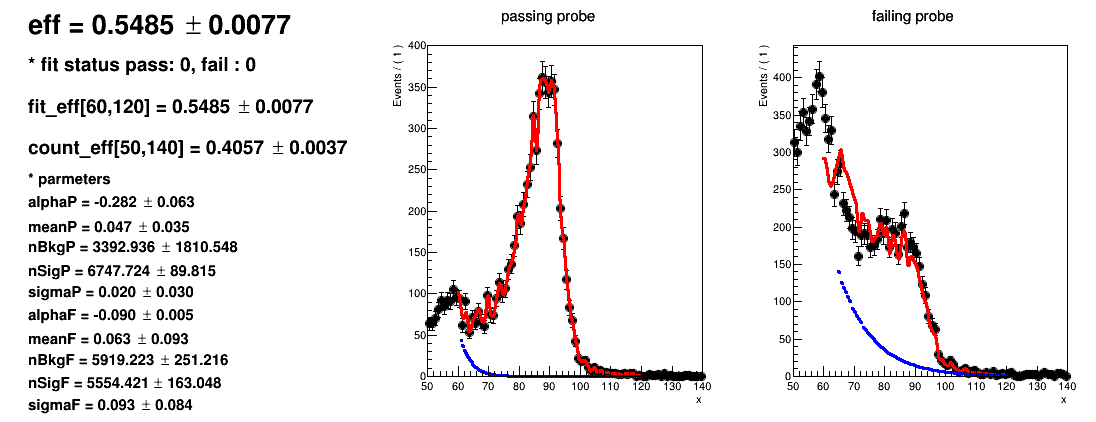 eff = 0.5485 ± 0.0077
* fit status pass: 0, fail : 0
fit_eff[60,120] = 0.5485 ± 0.0077
count_eff[50,140] = 0.4057 ± 0.0037
* parmeters
alphaP = -0.282 ± 0.063
meanP = 0.047 ± 0.035
nBkgP = 3392.936 ± 1810.548
nSigP = 6747.724 ± 89.815
sigmaP = 0.020 ± 0.030
alphaF = -0.090 ± 0.005
meanF = 0.063 ± 0.093
nBkgF = 5919.223 ± 251.216
nSigF = 5554.421 ± 163.048
sigmaF = 0.093 ± 0.084
passing probe
Events / ( 1 )
400
350
300
250
200
150
100
50
0
50 60 70 80 90 100 110 120 130 140
x
failing probe
Events / ( 1 )
400
350
300
250
200
150
100
50
0
50 60 70 80 90 100 110 120 130 140
x